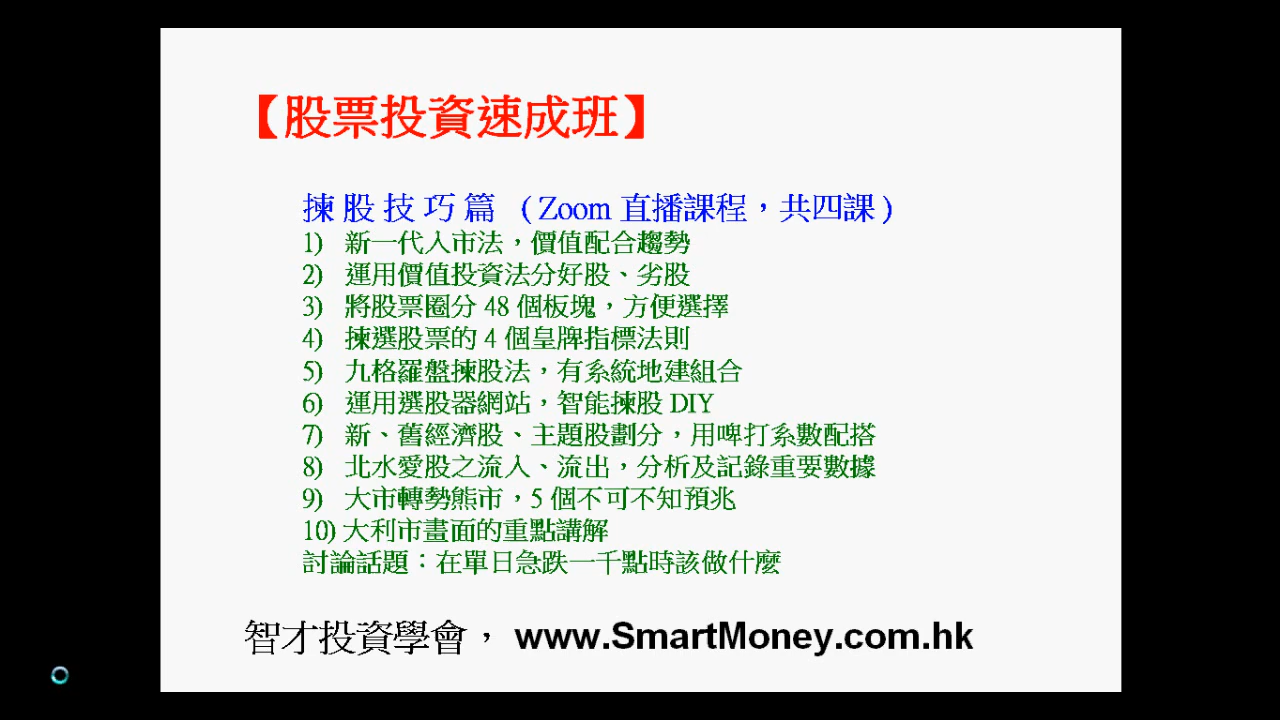 【股票投資速成班】
揀 股 技 巧 篇 （Zoom 直播課程，共四課）
1) 新一代入市法，價值配合趨勢
2) 運用價值投資法分好股、劣股
3) 將股票圈分 48 個板塊，方便選擇
4) 揀選股票的 4 個皇牌指標法則
5) 九格羅盤揀股法，有系統地建組合
6) 運用選股器網站，智能揀股 DIY
7) 新、舊經濟股、主題股劃分，用啤打系數配搭
8) 北水愛股之流入、流出，分析及記錄重要數據
9) 大市轉勢熊市，5 個不可不知預兆
10) 大利市畫面的重點講解
討論話題：在單日急跌一千點時該做什麼
智才投資學會， www.SmartMoney.com.hk